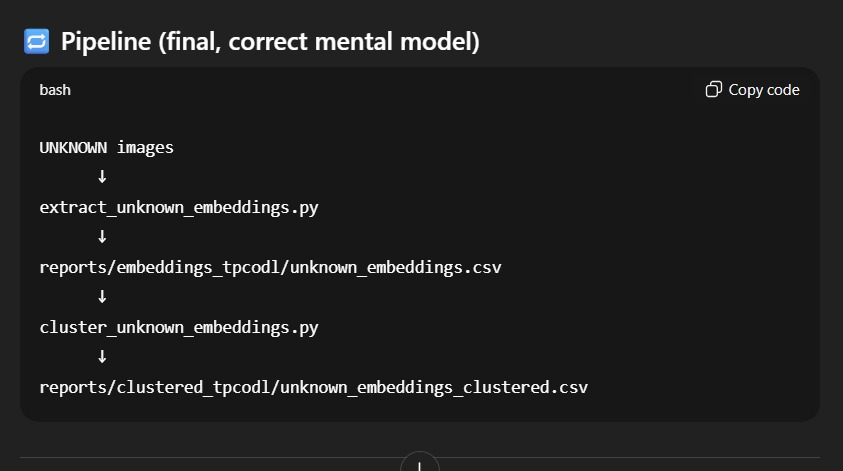 🔁 Pipeline (final, correct mental model)
bash
Copy code
UNKNOWN images
↓
extract_unknown_embeddings.py
↓
reports/embeddings_tpcodl/unknown_embeddings.csv
↓
cluster_unknown_embeddings.py
↓
reports/clustered_tpcodl/unknown_embeddings_clustered.csv